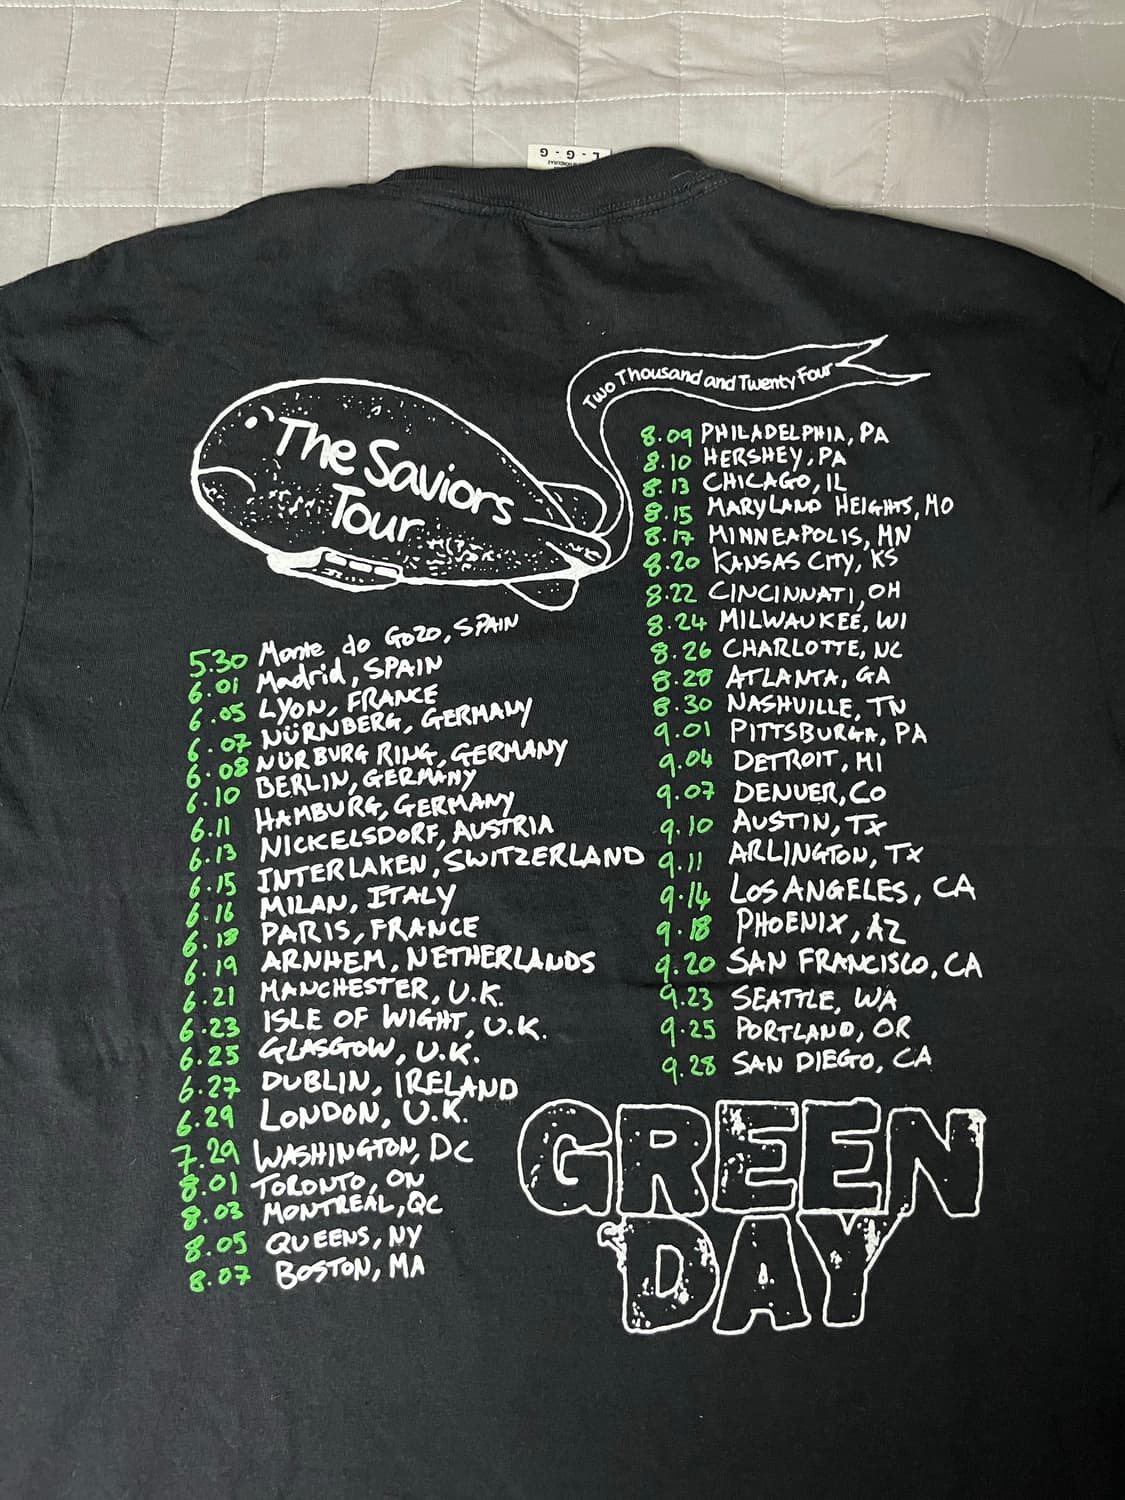 L - G - G
The Saviors
Tour
Two Thousand and Twenty Four
5.30 Monte do Gozo, SPAIN
6.01 Madrid, SPAIN
6.05 LYON, FRANCE
6.07 NÜRNBERG, GERMANY
6.08 NURBURG RING, GERMANY
6.10 BERLIN, GERMANY
6.11 HAMBURG, GERMANY
6.13 NICKELSDORF, AUSTRIA
6.15 INTERLAKEN, SWITZERLAND
6.16 MILAN, ITALY
6.18 PARIS, FRANCE
6.19 ARNHEM, NETHERLANDS
6.21 MANCHESTER, U.K.
6.23 ISLE OF WIGHT, U.K.
6.25 GLASGOW, U.K.
6.27 DUBLIN, IRELAND
6.29 LONDON, U.K.
7.29 WASHINGTON, DC
8.01 TORONTO, ON
8.03 MONTREÁL, QC
8.05 QUEENS, NY
8.07 BOSTON, MA
8.09 PHILADELPHIA, PA
8.10 HERSHEY, PA
8.13 CHICAGO, IL
8.15 MARYLAND HEIGHTS, MO
8.17 MINNEAPOLIS, MN
8.20 KANSAS CITY, KS
8.22 CINCINNATI, OH
8.24 MILWAUKEE, WI
8.26 CHARLOTTE, NC
8.28 ATLANTA, GA
8.30 NASHVILLE, TN
9.01 PITTSBURGH, PA
9.04 DETROIT, MI
9.07 DENVER, CO
9.10 AUSTIN, TX
9.11 ARLINGTON, TX
9.14 LOS ANGELES, CA
9.18 PHOENIX, AZ
9.20 SAN FRANCISCO, CA
9.23 SEATTLE, WA
9.25 PORTLAND, OR
9.28 SAN DIEGO, CA
GREEN
DAY